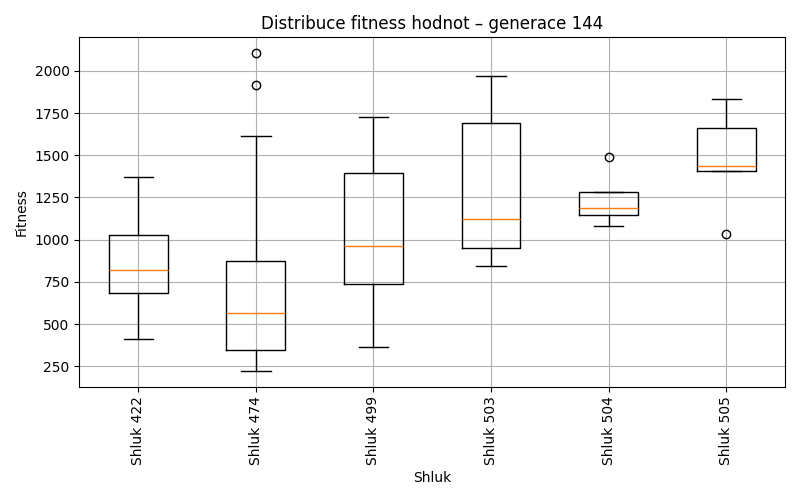 Distribuce fitness hodnot – generace 144
Fitness
2000
1750
1500
1250
1000
750
500
250
Shluk 422
Shluk 474
Shluk 499
Shluk 503
Shluk 504
Shluk 505
Shluk